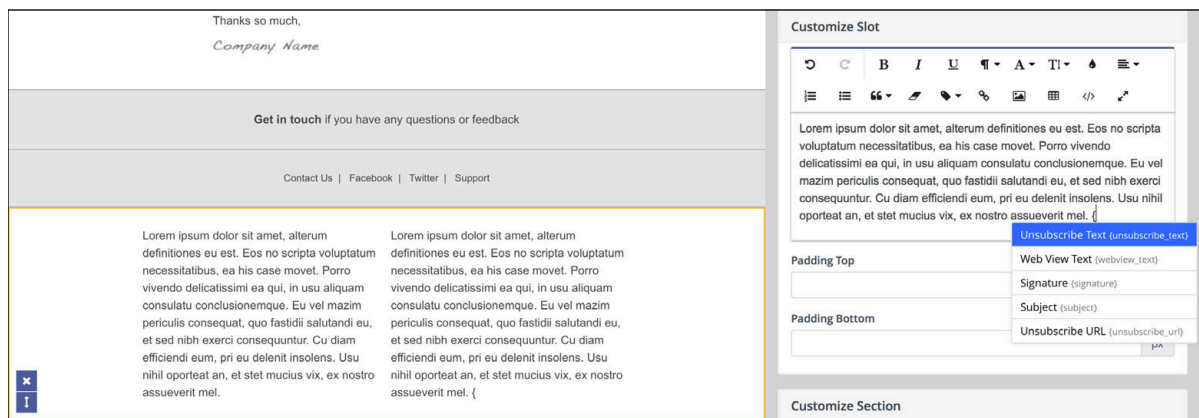 Thanks so much,
Company Name
Get in touch if you have any questions or feedback
Contact Us | Facebook | Twitter | Support
Lorem ipsum dolor sit amet, alterum
definitiones eu est. Eos no scripta voluptatum
necessitatibus, ea his case movet. Porro
vivendo delicatissimi ea qui, in usu aliquam
consulatu conclusionemque. Eu vel mazim
periculis consequat, quo fastidii salutandi eu,
et sed nibh exerci consequuntur. Cu diam
efficiendi eum, pri eu delenit insolens. Usu
nihil oporteat an, et stet mucius vix, ex nostro
assueverit mel.
Lorem ipsum dolor sit amet, alterum
definitiones eu est. Eos no scripta voluptatum
necessitatibus, ea his case movet. Porro
vivendo delicatissimi ea qui, in usu aliquam
consulatu conclusionemque. Eu vel mazim
periculis consequat, quo fastidii salutandi eu,
et sed nibh exerci consequuntur. Cu diam
efficiendi eum, pri eu delenit insolens. Usu
nihil oporteat an, et stet mucius vix, ex nostro
assueverit mel. {
Customize Slot
B I U ¶ A T
Lorem ipsum dolor sit amet, alterum definitiones eu est. Eos no scripta
voluptatum necessitatibus, ea his case movet. Porro vivendo
delicatissimi ea qui, in usu aliquam consulatu conclusionemque. Eu vel
mazim periculis consequat, quo fastidii salutandi eu, et sed nibh exerci
consequuntur. Cu diam efficiendi eum, pri eu delenit insolens. Usu nihil
oporteat an, et stet mucius vix, ex nostro assueverit mel. {
Unsubscribe Text {unsubscribe_text}
Web View Text {webview_text}
Signature {signature}
Subject {subject}
Unsubscribe URL {unsubscribe_url}
Padding Top
Padding Bottom
px
Customize Section